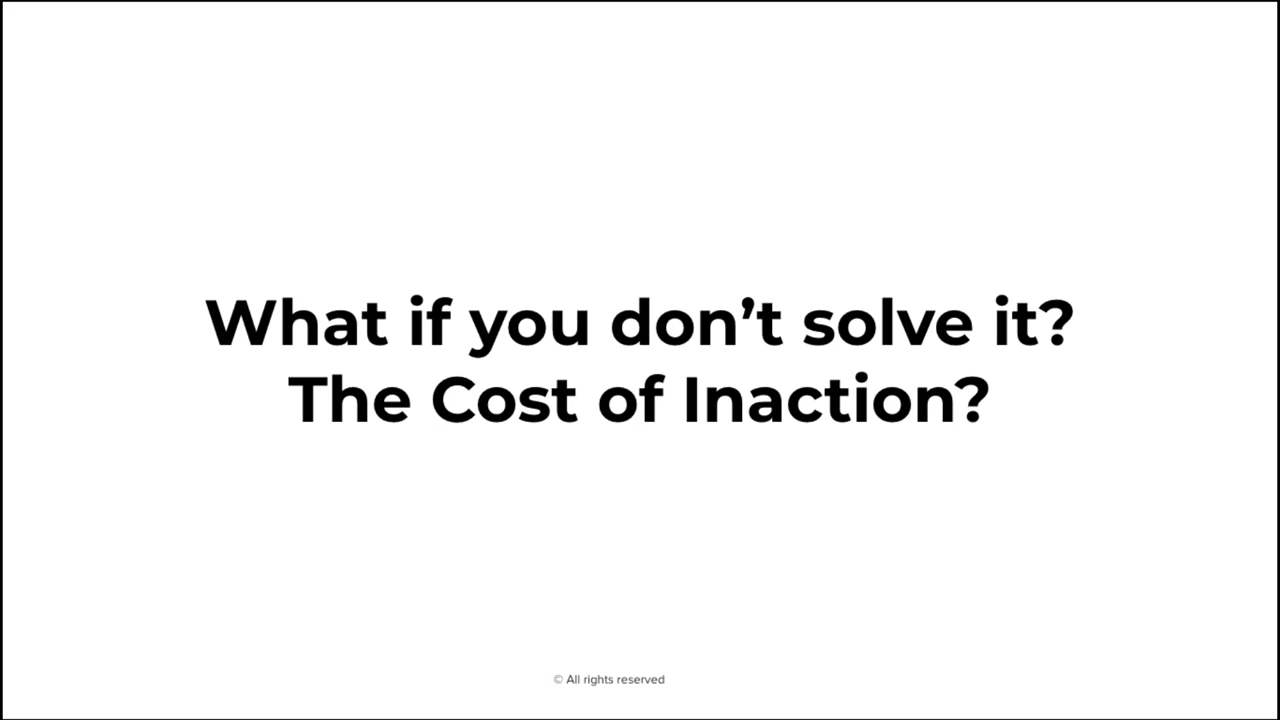 What if you don’t solve it?
The Cost of Inaction?
© All rights reserved